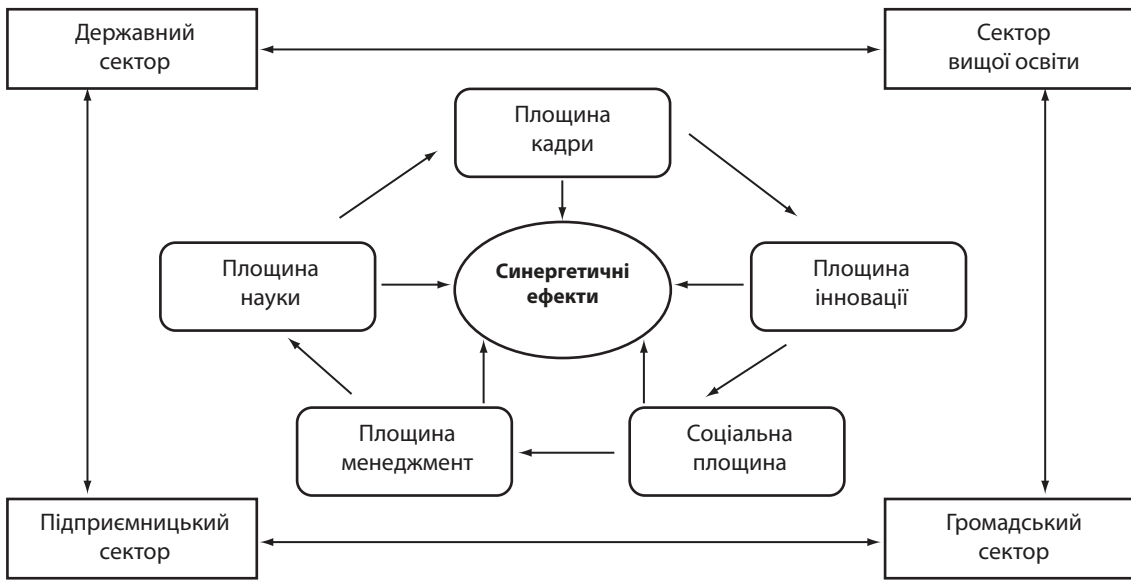 Державний
сектор
Сектор
вищої освіти
Площина
кадри
Площина
науки
Синергетичні
ефекти
Площина
інновації
Площина
менеджмент
Соціальна
площина
Підприємницький
сектор
Громадський
сектор